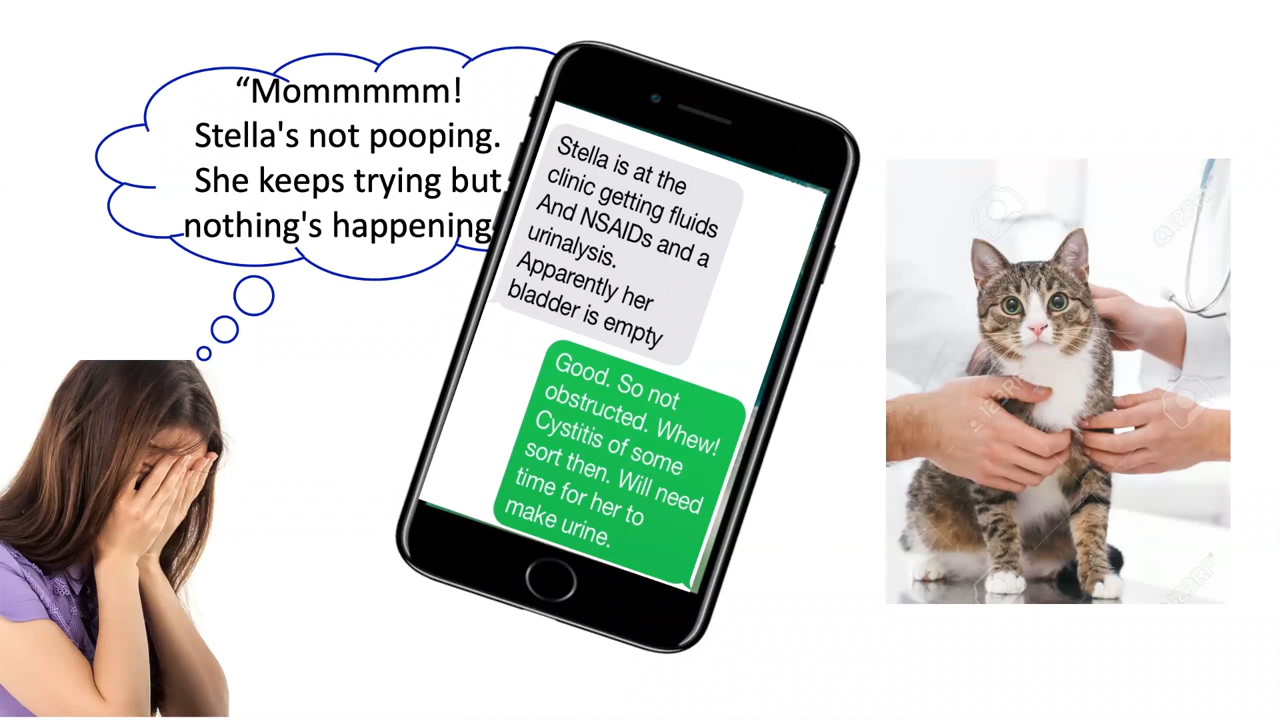 “Mommmmm!
Stella's not pooping.
She keeps trying but
nothing's happening.
Stella is at the
clinic getting fluids
And NSAIDs and a
urinalysis.
Apparently her
bladder is empty
Good. So not
obstructed. Whew!
Cystitis of some
sort then. Will need
time for her to
make urine.